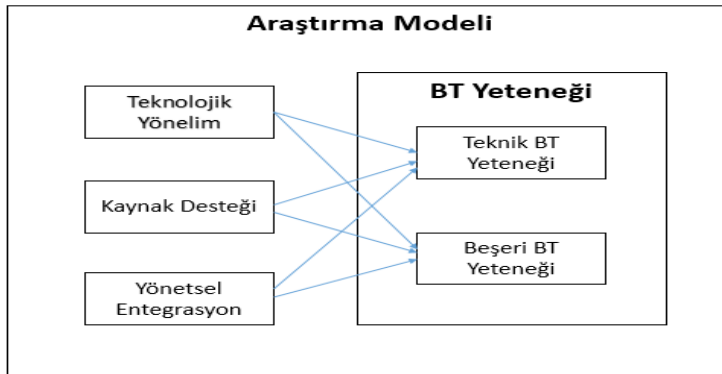 Araştırma Modeli
Teknolojik
Yönelim
Kaynak Desteği
Yönetsel
Entegrasyon
BT Yeteneği
Teknik BT
Yeteneği
Beşeri BT
Yeteneği